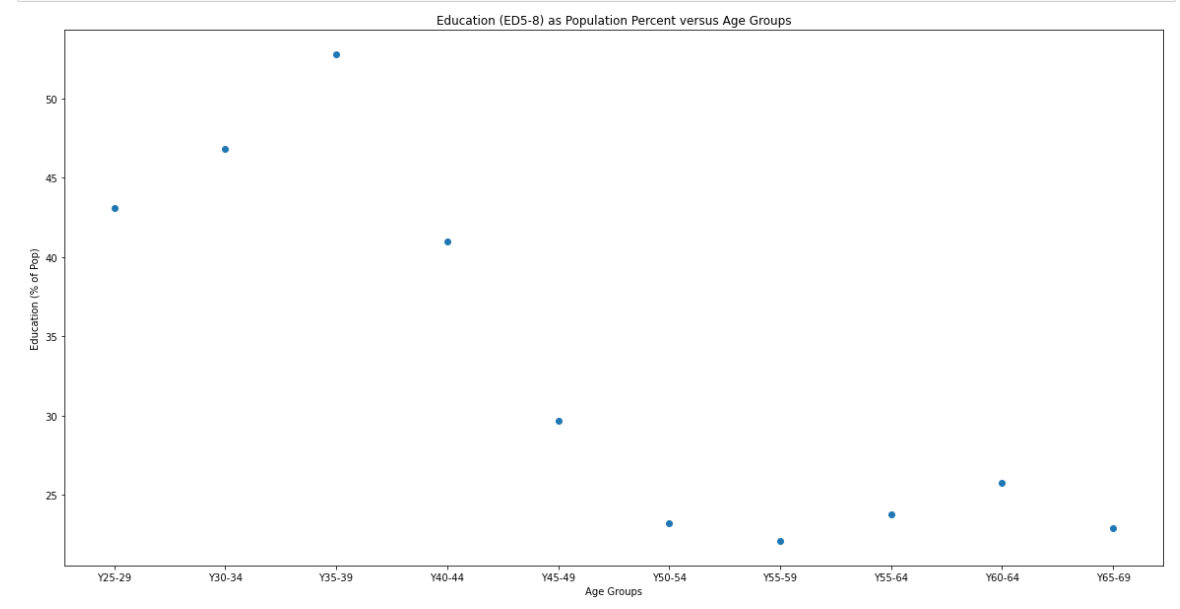 Education (ED5-8) as Population Percent versus Age Groups
50
45
40
35
30
25
Education (% of Pop)
Y25-29 Y30-34 Y35-39 Y40-44 Y45-49 Y50-54 Y55-59 Y55-64 Y60-64 Y65-69
Age Groups